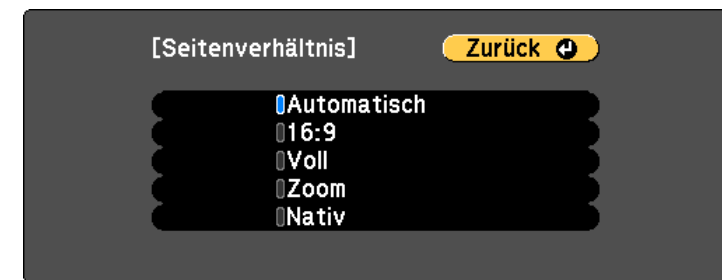 [Seitenverhältnis] Zurück
Automatisch
16:9
Voll
Zoom
Nativ